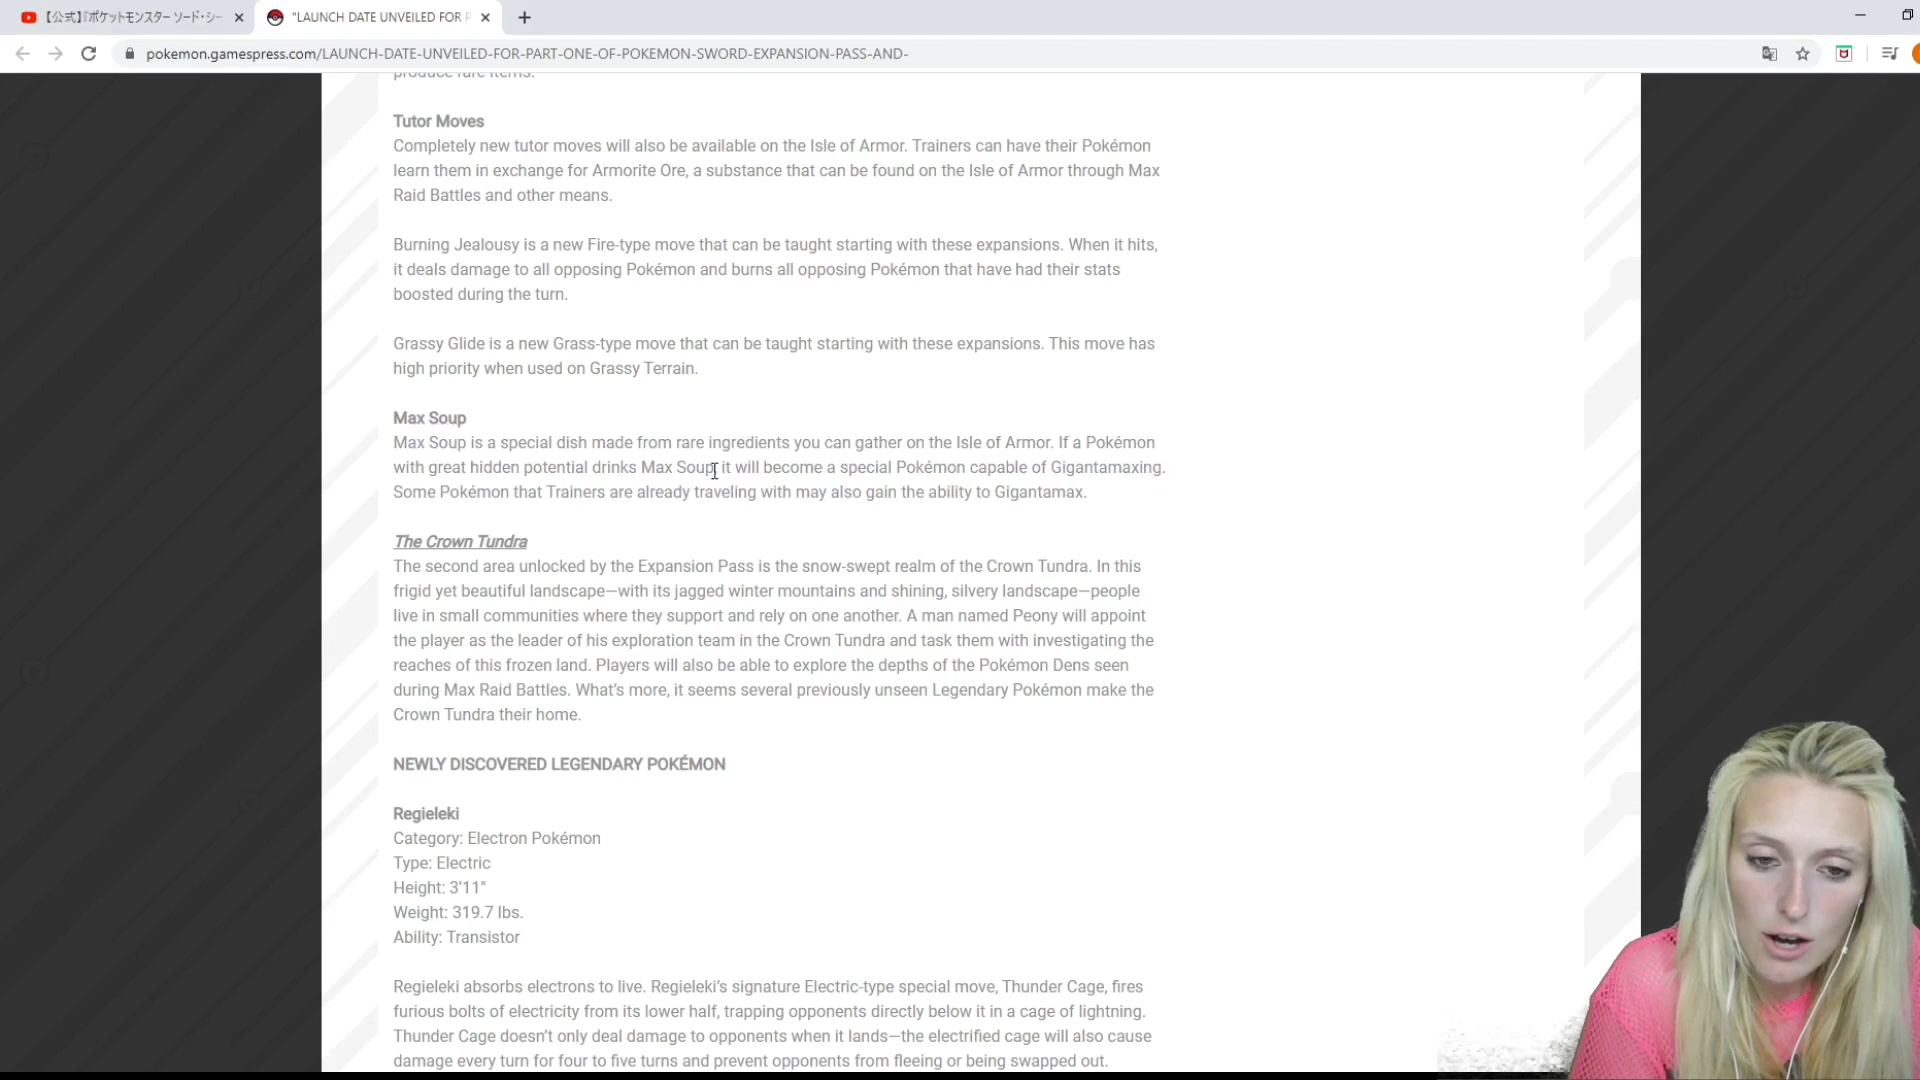 【公式】『ポケットモンスター ソード・シー
"LAUNCH DATE UNVEILED FOR P
pokemon.gamespress.com/LAUNCH-DATE-UNVEILED-FOR-PART-ONE-OF-POKEMON-SWORD-EXPANSION-PASS-AND-
produce rare items.
Tutor Moves
Completely new tutor moves will also be available on the Isle of Armor. Trainers can have their Pokémon
learn them in exchange for Armorite Ore, a substance that can be found on the Isle of Armor through Max
Raid Battles and other means.
Burning Jealousy is a new Fire-type move that can be taught starting with these expansions. When it hits,
it deals damage to all opposing Pokémon and burns all opposing Pokémon that have had their stats
boosted during the turn.
Grassy Glide is a new Grass-type move that can be taught starting with these expansions. This move has
high priority when used on Grassy Terrain.
Max Soup
Max Soup is a special dish made from rare ingredients you can gather on the Isle of Armor. If a Pokémon
with great hidden potential drinks Max Soup, it will become a special Pokémon capable of Gigantamaxing.
Some Pokémon that Trainers are already traveling with may also gain the ability to Gigantamax.
The Crown Tundra
The second area unlocked by the Expansion Pass is the snow-swept realm of the Crown Tundra. In this
frigid yet beautiful landscape—with its jagged winter mountains and shining, silvery landscape—people
live in small communities where they support and rely on one another. A man named Peony will appoint
the player as the leader of his exploration team in the Crown Tundra and task them with investigating the
reaches of this frozen land. Players will also be able to explore the depths of the Pokémon Dens seen
during Max Raid Battles. What's more, it seems several previously unseen Legendary Pokémon make the
Crown Tundra their home.
NEWLY DISCOVERED LEGENDARY POKÉMON
Regieleki
Category: Electron Pokémon
Type: Electric
Height: 3'11"
Weight: 319.7 lbs.
Ability: Transistor
Regieleki absorbs electrons to live. Regieleki's signature Electric-type special move, Thunder Cage, fires
furious bolts of electricity from its lower half, trapping opponents directly below it in a cage of lightning.
Thunder Cage doesn't only deal damage to opponents when it lands—the electrified cage will also cause
damage every turn for four to five turns and prevent opponents from fleeing or being swapped out.